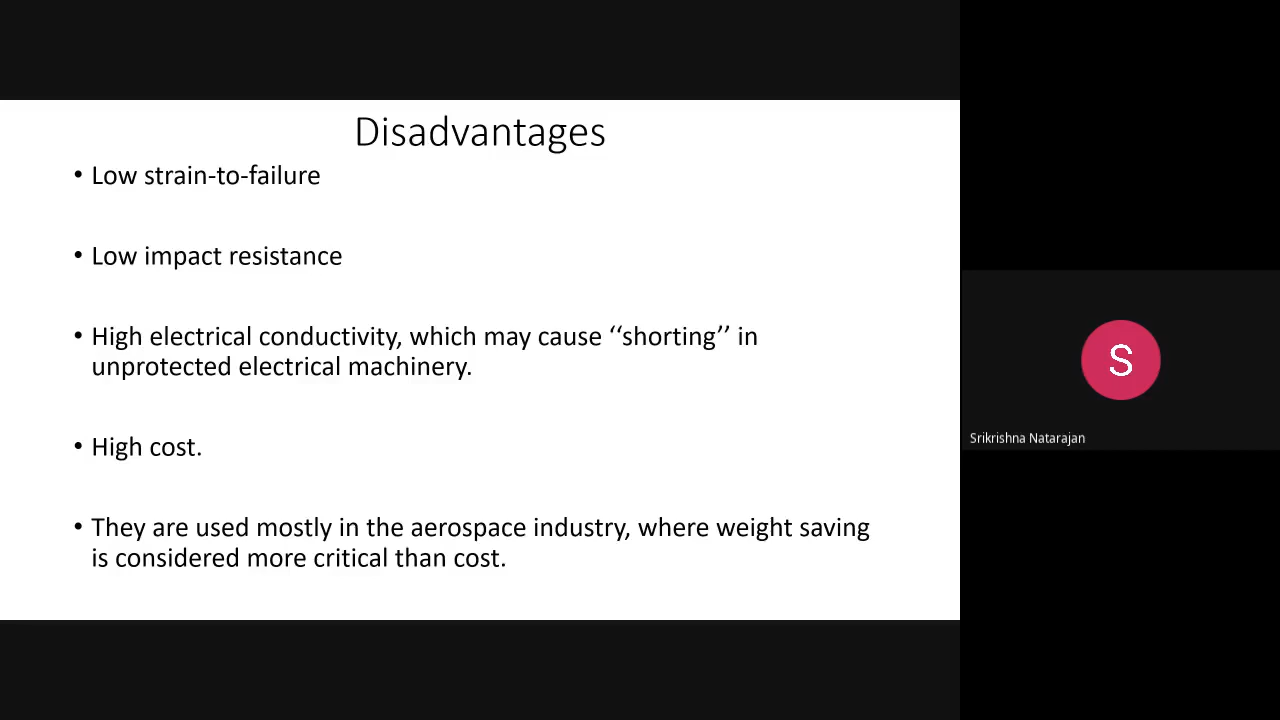 Disadvantages
• Low strain-to-failure
• Low impact resistance
• High electrical conductivity, which may cause ‘‘shorting’’ in
unprotected electrical machinery.
• High cost.
• They are used mostly in the aerospace industry, where weight saving
is considered more critical than cost.
S
Srikrishna Natarajan